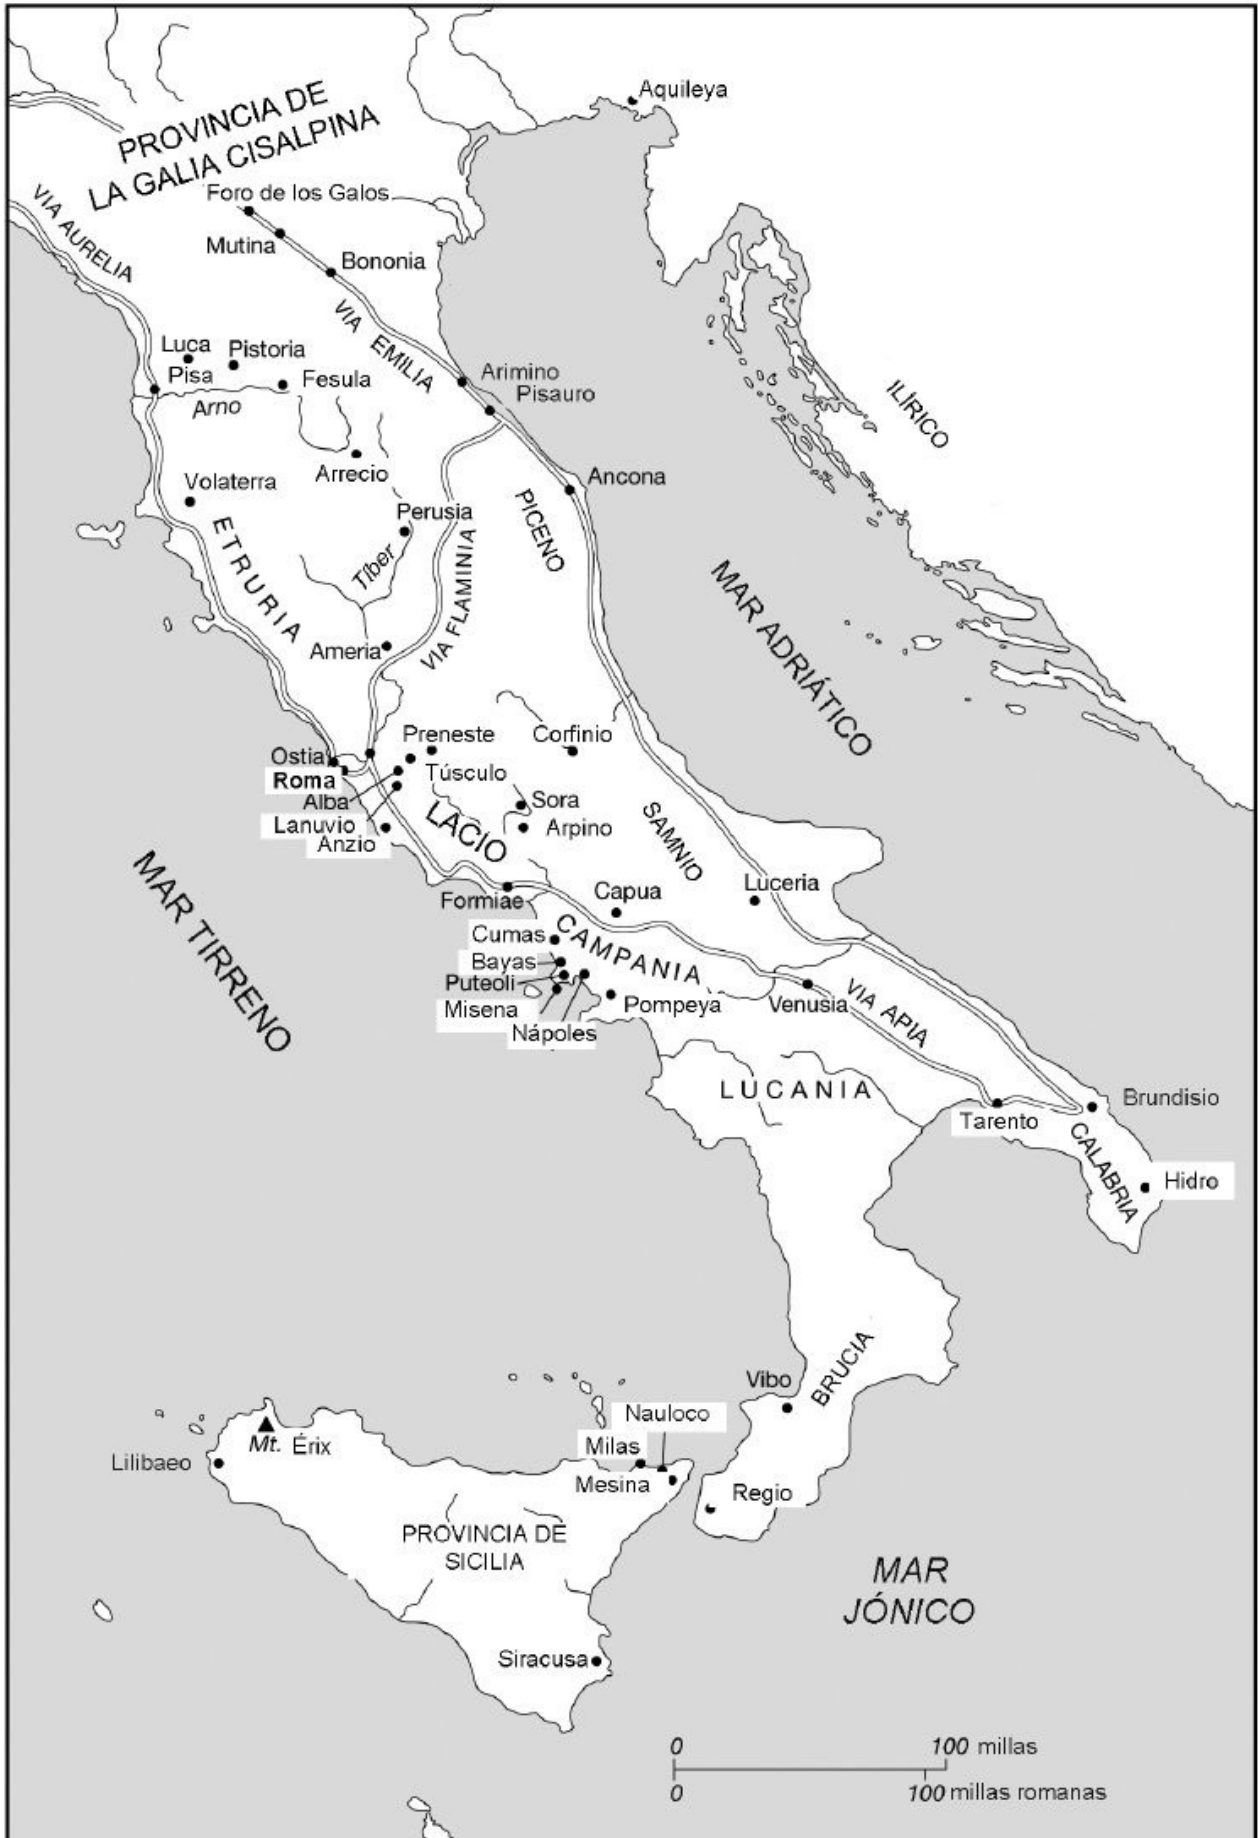 Aquileya
PROVINCIA DE
LA GALIA CISALPINA
VIA AURELIA
Foro de los Galos
Mutina
Bononia
VIA EMILIA
Luca
Pistoria
Pisa
Fesula
Arno
Arimino
Pisauro
ILÍRICO
Arrecio
Volaterra
Ancona
Perusia
PICENO
ETRURIA
Tíber
VIA FLAMINIA
MAR ADRIÁTICO
Ameria
Preneste
Corfinio
Ostia
Roma
Túsculo
Alba
Sora
Lanuvio
LACIO
Arpino
Anzio
SAMNIO
MAR TIRRENO
Formiae
Capua
Luceria
Cumas
CAMPANIA
Bayas
Puteoli
Misena
Pompeya
Venusia
VIA APIA
Nápoles
LUCANIA
Brundisio
Tarento
CALABRIA
Hidro
BRUCIA
Vibo
Nauloco
Milas
Mt. Érix
Lilibaeo
Mesina
Regio
PROVINCIA DE
SICILIA
MAR
JÓNICO
Siracusa
0 100 millas
0 100 millas romanas